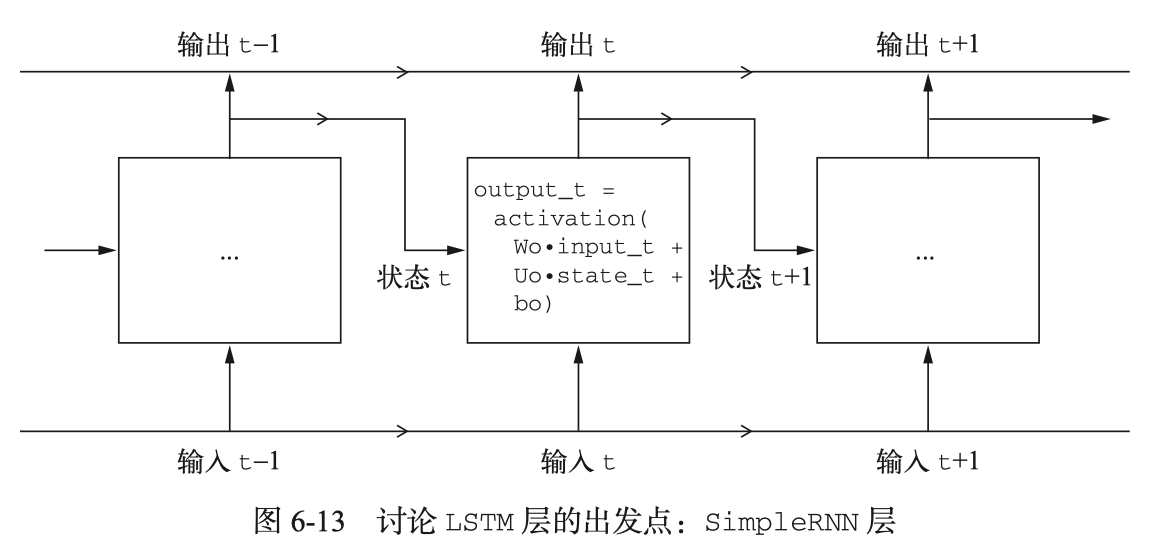 输出 t−1 输出 t 输出 t+1
output_t =
activation(
Wo•input_t +
Uo•state_t +
bo)
... ...
状态 t 状态 t+1
输入 t−1 输入 t 输入 t+1
图 6-13 讨论 LSTM 层的出发点：SimpleRNN 层